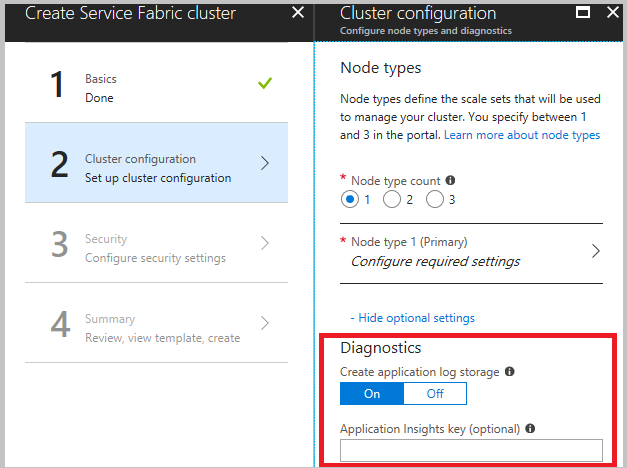 Create Service Fabric cluster
1
Basics
Done
2
Cluster configuration
Set up cluster configuration
3
Security
Configure security settings
4
Summary
Review, view template, create
Cluster configuration
Configure node types and diagnostics
Node types
Node types define the scale sets that will be used
to manage your cluster. You specify between 1
and 3 in the portal. Learn more about node types
* Node type count
1 2 3
* Node type 1 (Primary)
Configure required settings
- Hide optional settings
Diagnostics
Create application log storage
On Off
Application Insights key (optional)